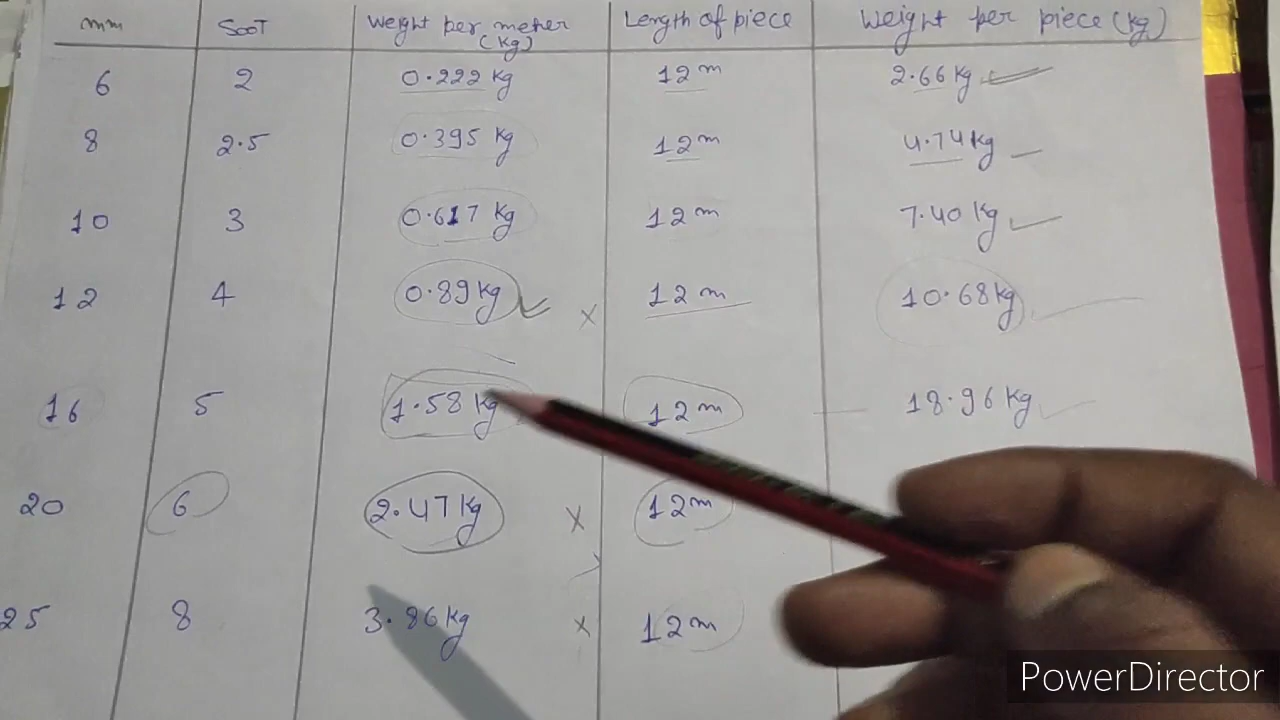 mm SooT Weight per meter (kg) Length of piece Weight per piece (kg)
6 2 0.222 kg 12 m 2.66 kg
8 2.5 0.395 kg 12 m 4.74 kg
10 3 0.617 kg 12 m 7.40 kg
12 4 0.89 kg x 12 m 10.68 kg
16 5 1.58 kg 12 m 18.96 kg
20 6 2.47 kg x 12 m
25 8 3.86 kg x 12 m
PowerDirector